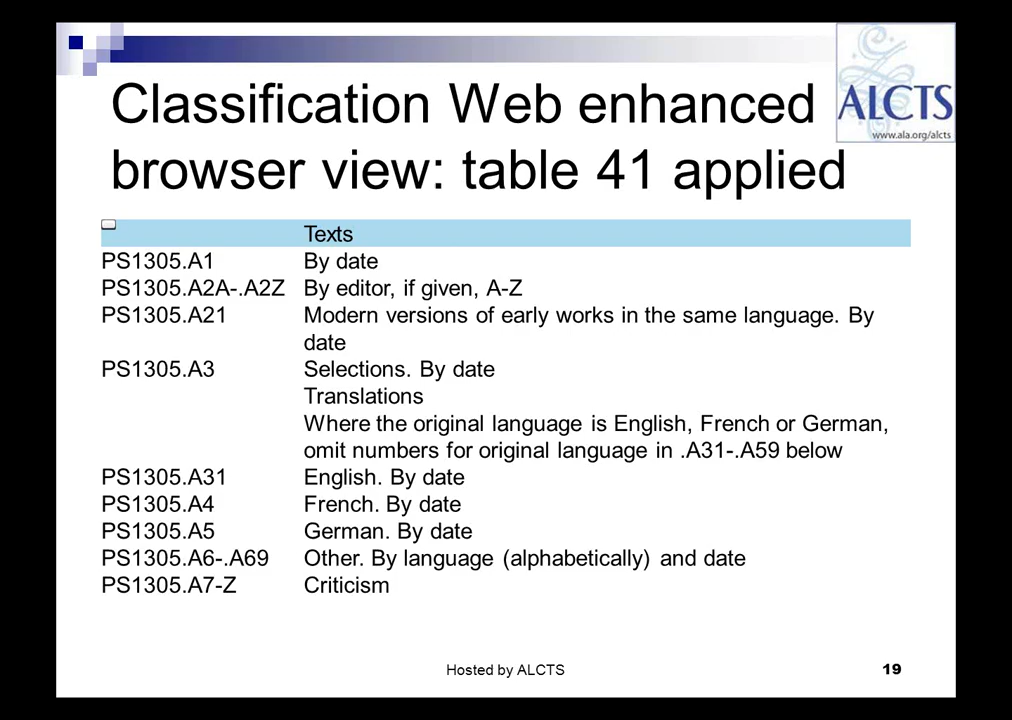 ALCTS
www.ala.org/alcts
Classification Web enhanced
browser view: table 41 applied
Texts
PS1305.A1 By date
PS1305.A2A-.A2Z By editor, if given, A-Z
PS1305.A21 Modern versions of early works in the same language. By
date
PS1305.A3 Selections. By date
Translations
Where the original language is English, French or German,
omit numbers for original language in .A31-.A59 below
PS1305.A31 English. By date
PS1305.A4 French. By date
PS1305.A5 German. By date
PS1305.A6-.A69 Other. By language (alphabetically) and date
PS1305.A7-Z Criticism
Hosted by ALCTS 19